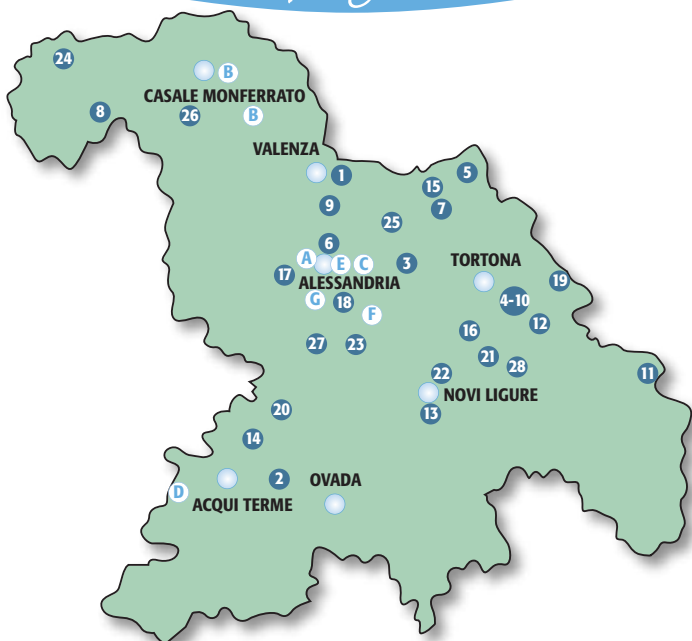 24
B
CASALE MONFERRATO
8
26
B
VALENZA
1
5
15
9
7
25
6
A
E
C
3
17
ALESSANDRIA
TORTONA
19
G
18
F
4-10
12
16
27
23
21
28
22
11
NOVI LIGURE
13
20
14
2
OVADA
D
ACQUI TERME